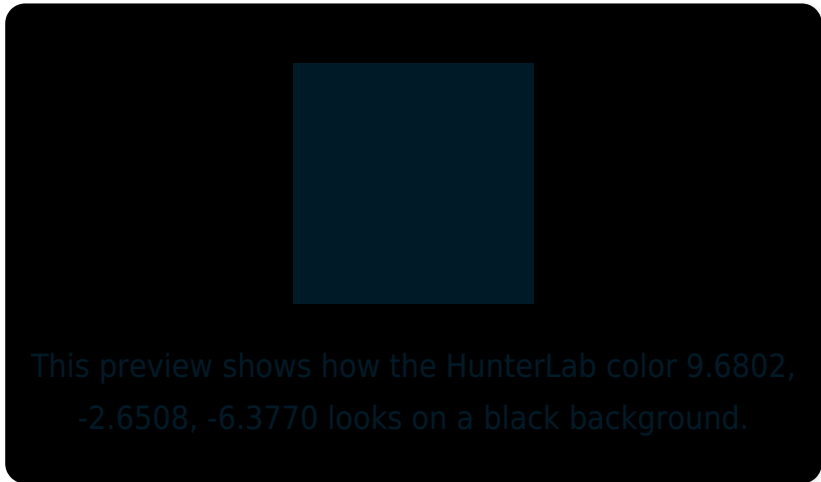 This preview shows how the HunterLab color 9.6802,
-2.6508, -6.3770 looks on a black background.